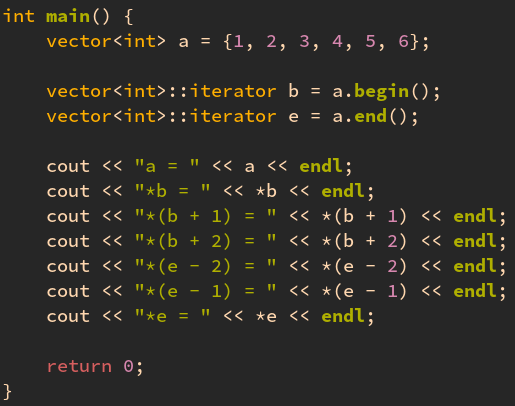 int main() {
    vector<int> a = {1, 2, 3, 4, 5, 6};

    vector<int>::iterator b = a.begin();
    vector<int>::iterator e = a.end();

    cout << "a = " << a << endl;
    cout << "*b = " << *b << endl;
    cout << "*(b + 1) = " << *(b + 1) << endl;
    cout << "*(b + 2) = " << *(b + 2) << endl;
    cout << "*(e - 2) = " << *(e - 2) << endl;
    cout << "*(e - 1) = " << *(e - 1) << endl;
    cout << "*e = " << *e << endl;

    return 0;
}